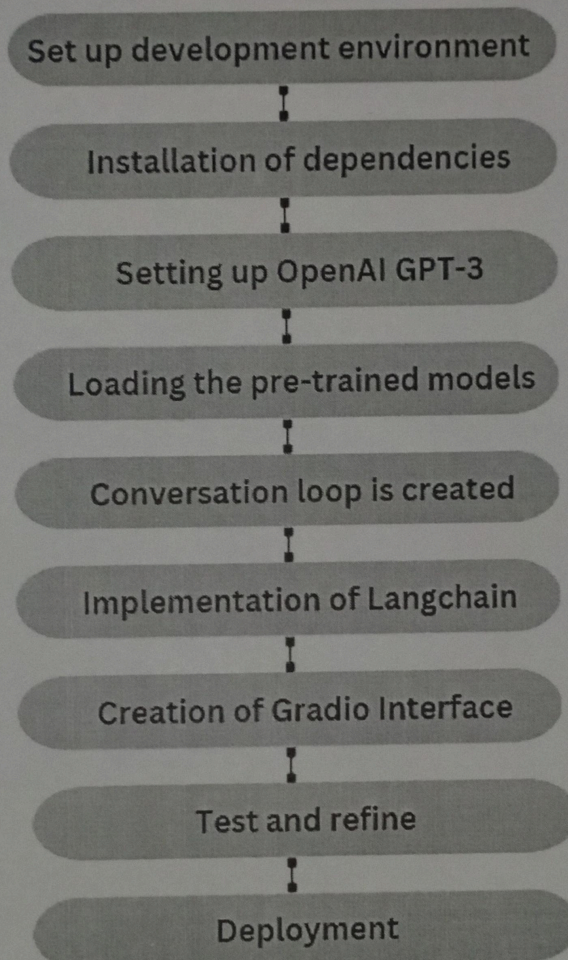 Set up development environment
Installation of dependencies
Setting up OpenAI GPT-3
Loading the pre-trained models
Conversation loop is created
Implementation of Langchain
Creation of Gradio Interface
Test and refine
Deployment